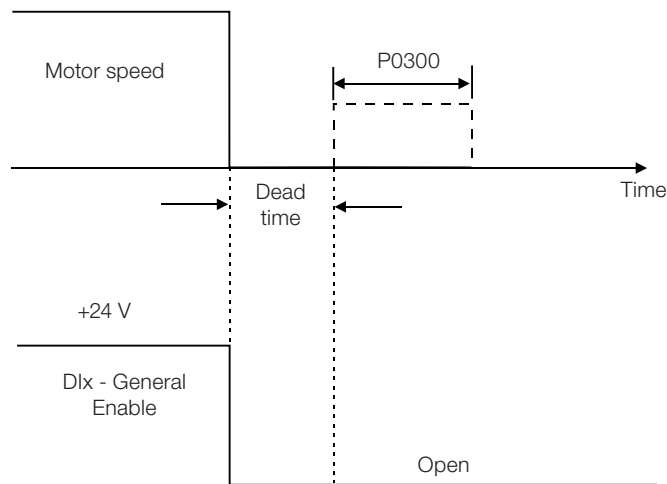 P0300
Motor speed
Dead
time
Time
+24 V
DIx - General
Enable
Open